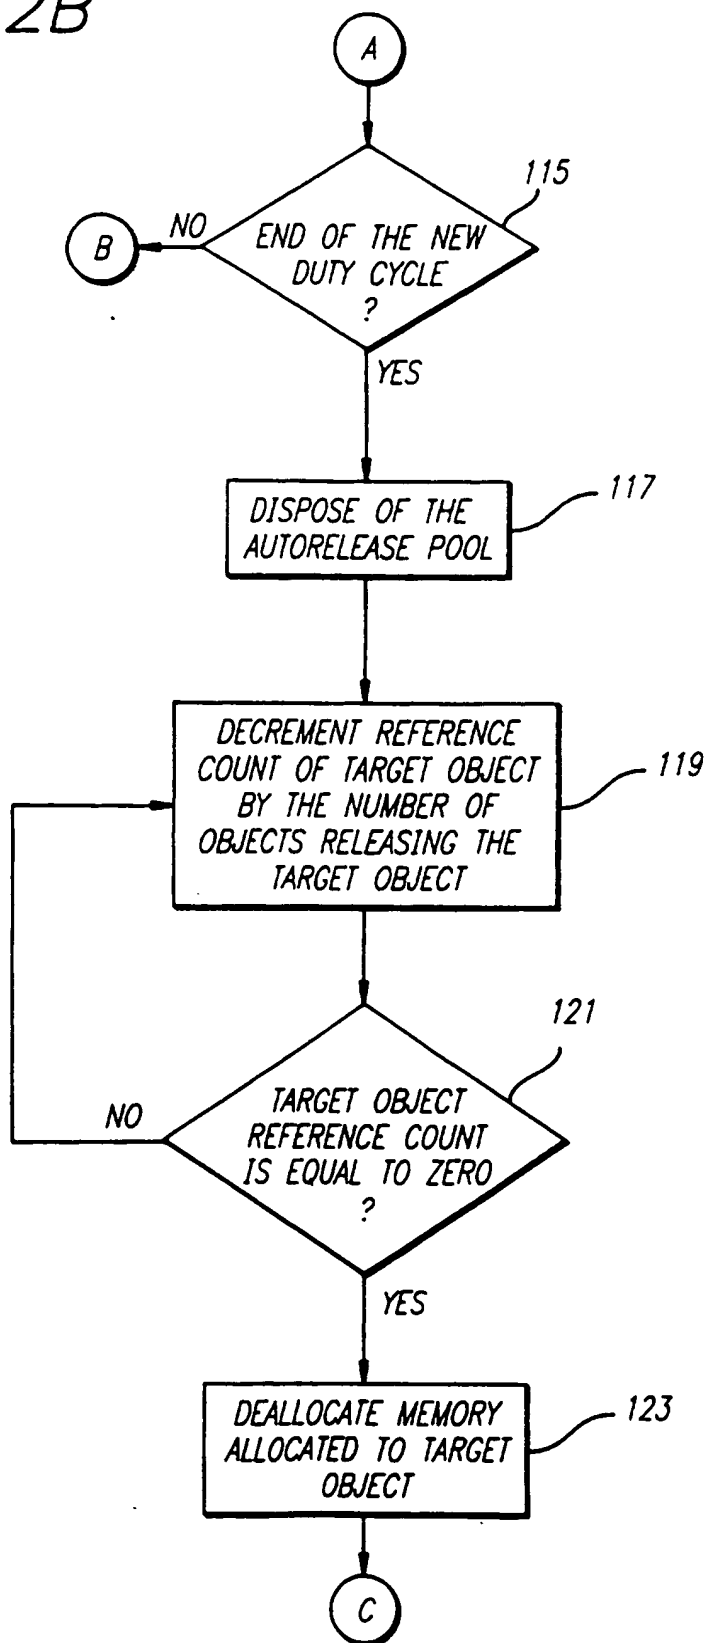 2B
A
115
END OF THE NEW
DUTY CYCLE
?
NO
B
YES
117
DISPOSE OF THE
AUTORELEASE POOL
DECREMENT REFERENCE
COUNT OF TARGET OBJECT
BY THE NUMBER OF
OBJECTS RELEASING THE
TARGET OBJECT
119
121
TARGET OBJECT
REFERENCE COUNT
IS EQUAL TO ZERO
?
NO
YES
DEALLOCATE MEMORY
ALLOCATED TO TARGET
OBJECT
123
C